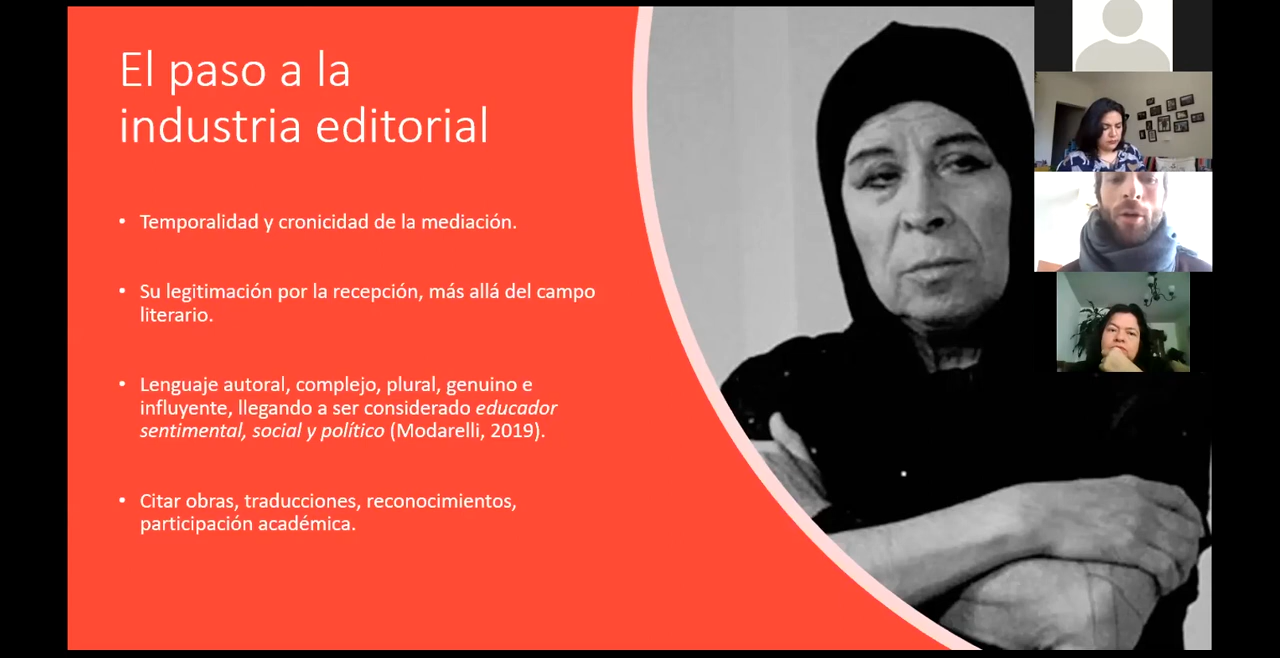 El paso a la
industria editorial
• Temporalidad y cronicidad de la mediación.
• Su legitimación por la recepción, más allá del campo
literario.
• Lenguaje autoral, complejo, plural, genuino e
influyente, llegando a ser considerado educador
sentimental, social y político (Modarelli, 2019).
• Citar obras, traducciones, reconocimientos,
participación académica.